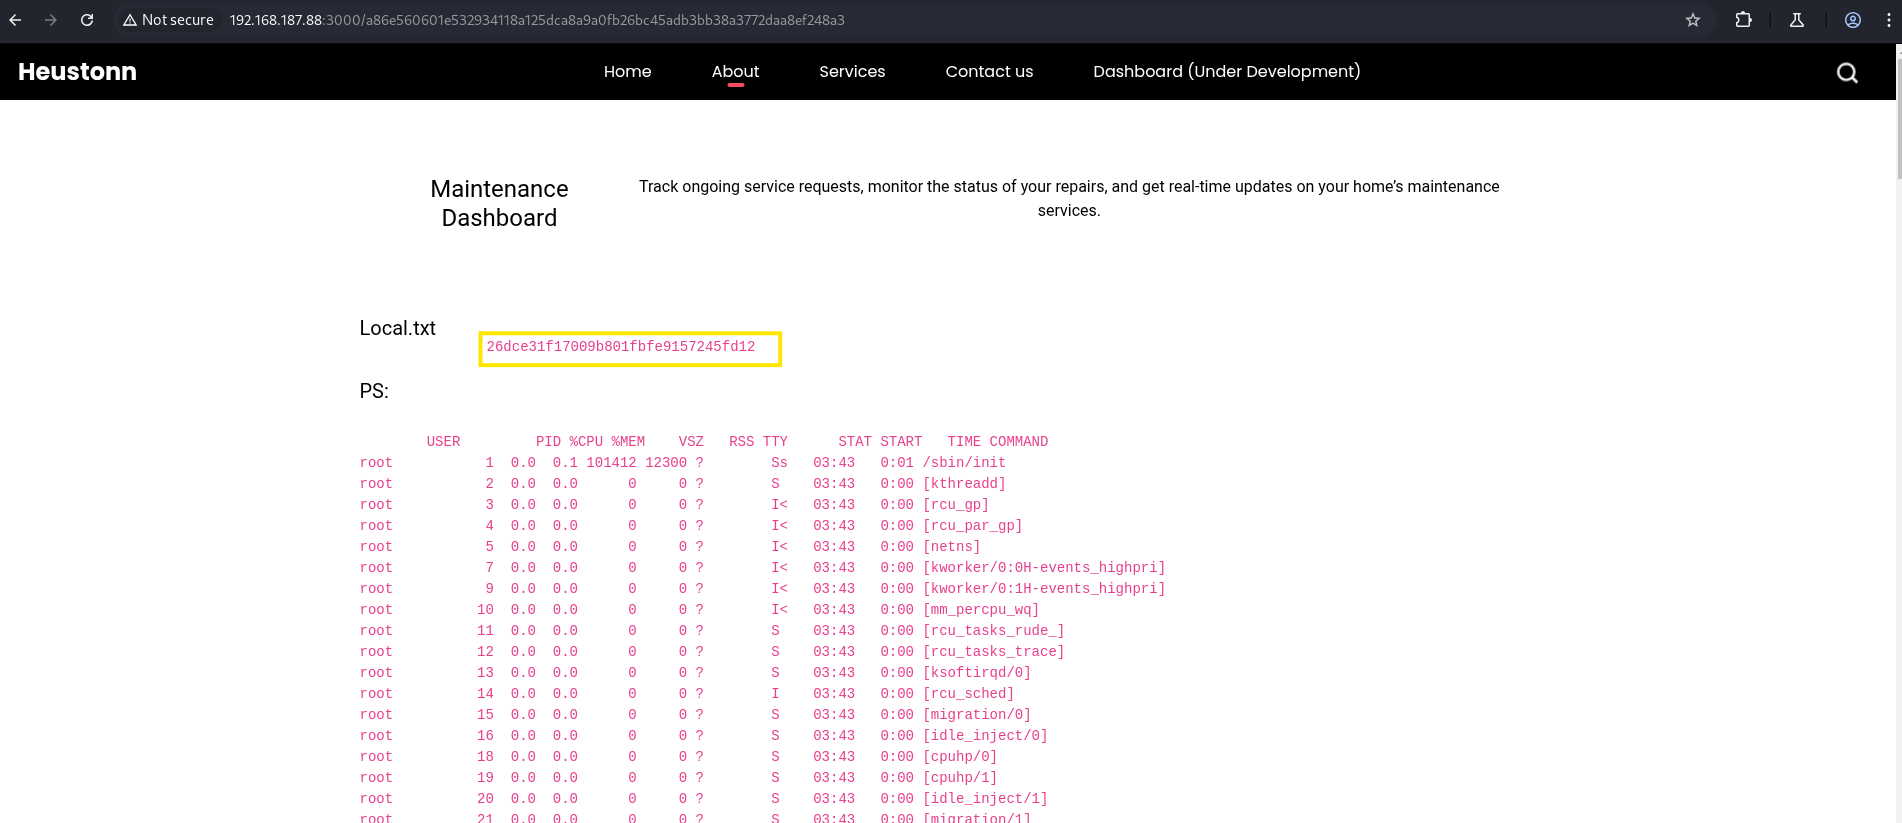 Not secure 192.168.187.88:3000/a86e560601e532934118a125dca8a9a0fb26bc45adb3bb38a3772daa8ef248a3
Heustonn Home About Services Contact us Dashboard (Under Development)
Maintenance
Dashboard
Track ongoing service requests, monitor the status of your repairs, and get real-time updates on your home’s maintenance
services.
Local.txt
26dce31f17009b801fbfe9157245fd12
PS:
USER PID %CPU %MEM VSZ RSS TTY STAT START TIME COMMAND
root 1 0.0 0.1 101412 12300 ? Ss 03:43 0:01 /sbin/init
root 2 0.0 0.0 0 0 ? S 03:43 0:00 [kthreadd]
root 3 0.0 0.0 0 0 ? I< 03:43 0:00 [rcu_gp]
root 4 0.0 0.0 0 0 ? I< 03:43 0:00 [rcu_par_gp]
root 5 0.0 0.0 0 0 ? I< 03:43 0:00 [netns]
root 7 0.0 0.0 0 0 ? I< 03:43 0:00 [kworker/0:0H-events_highpri]
root 9 0.0 0.0 0 0 ? I< 03:43 0:00 [kworker/0:1H-events_highpri]
root 10 0.0 0.0 0 0 ? I< 03:43 0:00 [mm_percpu_wq]
root 11 0.0 0.0 0 0 ? S 03:43 0:00 [rcu_tasks_rude_]
root 12 0.0 0.0 0 0 ? S 03:43 0:00 [rcu_tasks_trace]
root 13 0.0 0.0 0 0 ? S 03:43 0:00 [ksoftirqd/0]
root 14 0.0 0.0 0 0 ? I 03:43 0:00 [rcu_sched]
root 15 0.0 0.0 0 0 ? S 03:43 0:00 [migration/0]
root 16 0.0 0.0 0 0 ? S 03:43 0:00 [idle_inject/0]
root 18 0.0 0.0 0 0 ? S 03:43 0:00 [cpuhp/0]
root 19 0.0 0.0 0 0 ? S 03:43 0:00 [cpuhp/1]
root 20 0.0 0.0 0 0 ? S 03:43 0:00 [idle_inject/1]
root 21 0.0 0.0 0 0 ? S 03:43 0:00 [migration/1]